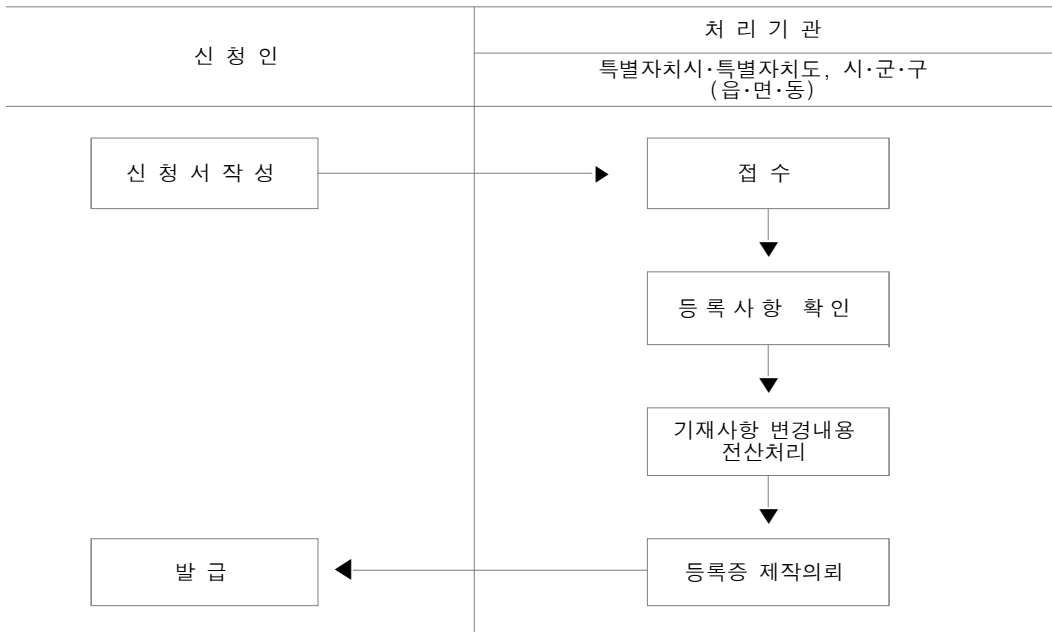 신 청 인
처 리 기 관
특별자치시·특별자치도, 시·군·구
(읍·면·동)
신 청 서 작 성
접 수
등 록 사 항 확 인
기재사항 변경내용
전산처리
발 급
등록증 제작의뢰